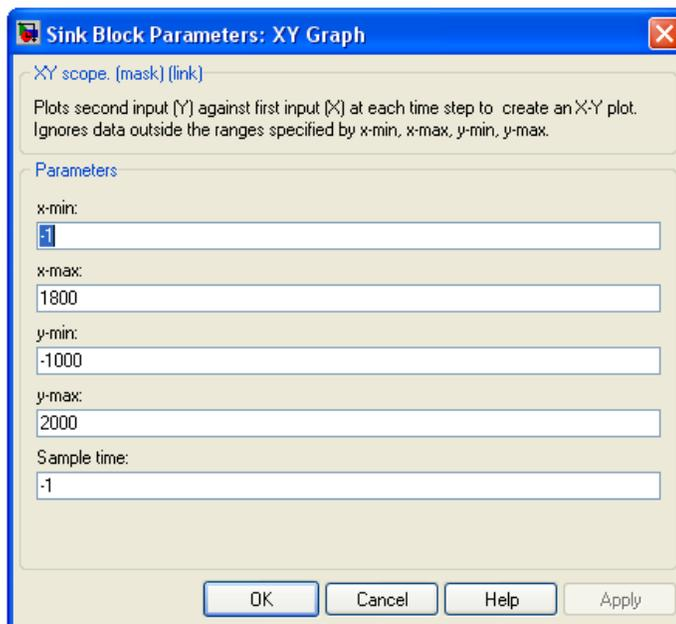 Sink Block Parameters: XY Graph
XY scope. (mask) (link)
Plots second input (Y) against first input (X) at each time step to create an X-Y plot.
Ignores data outside the ranges specified by x-min, x-max, y-min, y-max.
Parameters
x-min:
-1
x-max:
1800
y-min:
-1000
y-max:
2000
Sample time:
-1
OK Cancel Help Apply